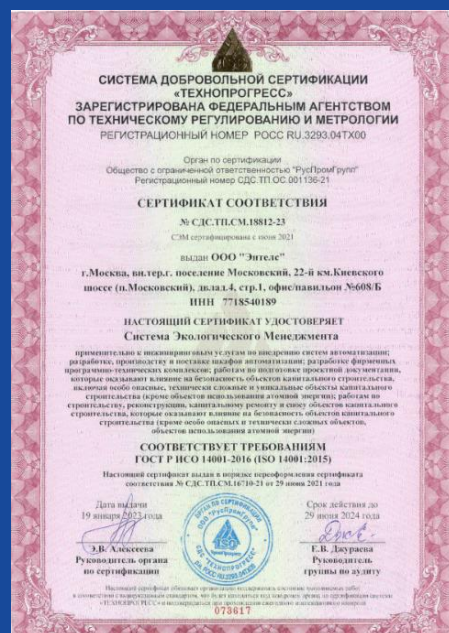 СИСТЕМА ДОБРОВОЛЬНОЙ СЕРТИФИКАЦИИ
«ТЕХНОПРОГРЕСС»
ЗАРЕГИСТРИРОВАНА ФЕДЕРАЛЬНЫМ АГЕНТСТВОМ
ПО ТЕХНИЧЕСКОМУ РЕГУЛИРОВАНИЮ И МЕТРОЛОГИИ
РЕГИСТРАЦИОННЫЙ НОМЕР РОСС RU.3293.04ТХ00
Орган по сертификации
Общество с ограниченной ответственностью "РусПромГрупп"
Регистрационный номер СДС.ТП.ОС.001136-21
СЕРТИФИКАТ СООТВЕТСТВИЯ
№ СДС.ТП.СМ.18812-23
СЭМ сертифицирована с июня 2021
выдан ООО "Энтелс"
г.Москва, вн.тер.г. поселение Московский, 22-й км.Киевского
шоссе (п.Московский), двлад.4, стр.1, офис/павильон №608/Б
ИНН 7718540189
НАСТОЯЩИЙ СЕРТИФИКАТ УДОСТОВЕРЯЕТ
Система Экологического Менеджмента
применительно к инжиниринговым услугам по внедрению систем автоматизации;
разработке, производству и поставке шкафов автоматизации; разработке фирменных
программно-технических комплексов; работам по подготовке проектной документации,
которые оказывают влияние на безопасность объектов капитального строительства,
включая особо опасные, технически сложные и уникальные объекты капитального
строительства (кроме объектов использования атомной энергии); работам по
строительству, реконструкции, капитальному ремонту и сносу объектов капитального
строительства, которые оказывают влияние на безопасность объектов капитального
строительства (кроме особо опасных и технически сложных объектов,
объектов использования атомной энергии)
СООТВЕТСТВУЕТ ТРЕБОВАНИЯМ
ГОСТ Р ИСО 14001-2016 (ISO 14001:2015)
Настоящий сертификат выдан в порядке переоформления сертификата
соответствия № СДС.ТП.СМ.16710-21 от 29 июня 2021 года
Дата выдачи
19 января 2023 года
Срок действия до
29 июня 2024 года
Э.В. Алексеева
Руководитель органа
по сертификации
Е.В. Джураева
Руководитель
группы по аудиту
ОРГАН ПО СЕРТИФИКАЦИИ
ООО "РусПромГрупп"
СДС "ТЕХНОПРОГРЕСС"
073617